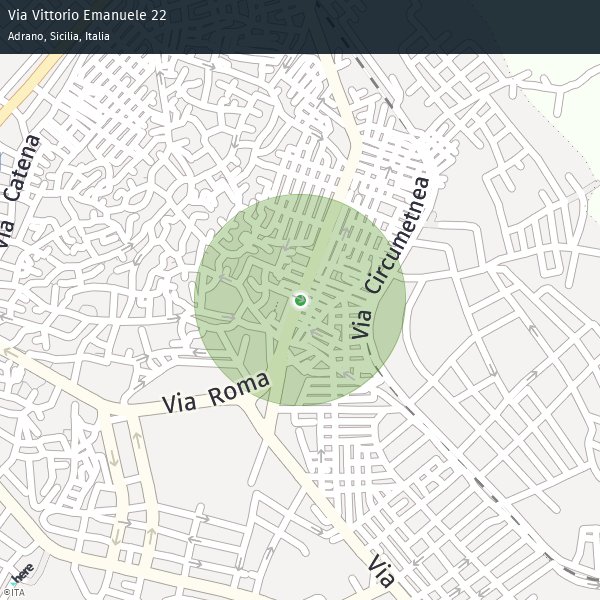 Via Vittorio Emanuele 22
Adrano, Sicilia, Italia
Via Catena
Via Circumetnea
Via Roma
Via
here
©ITA